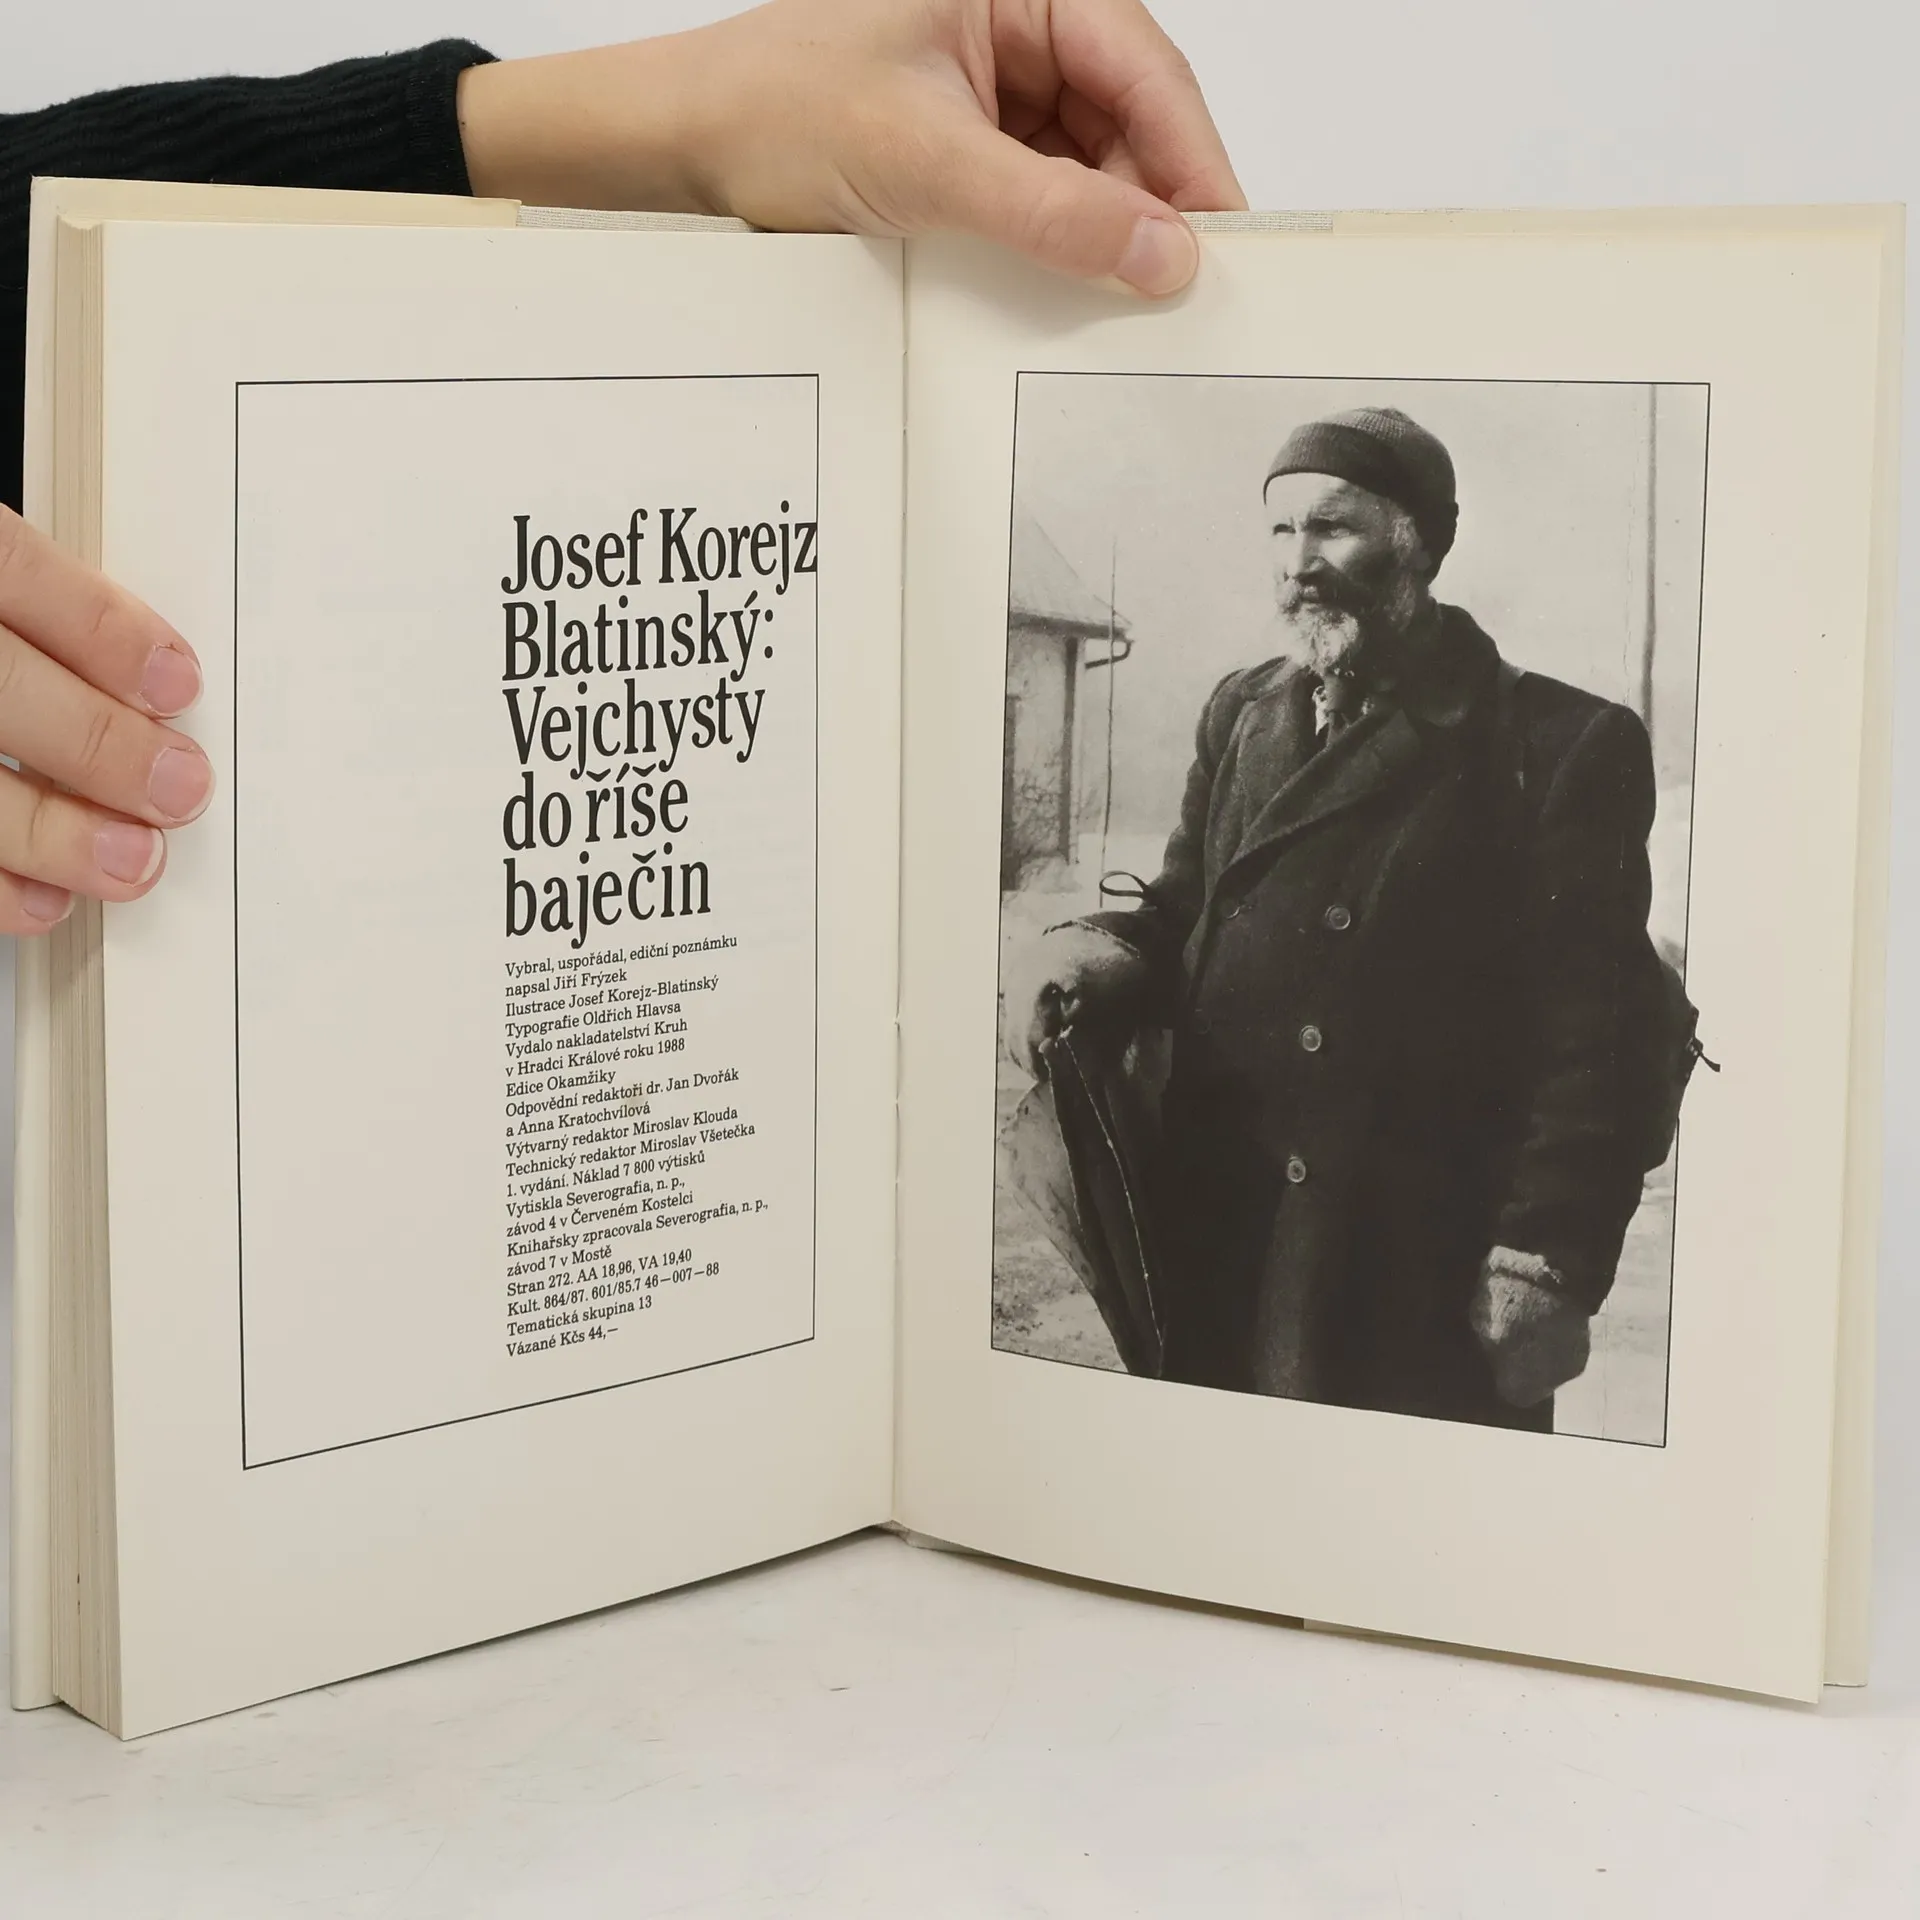 Josef Korejz
Blatinský:
Vejchysty
do říše
baječin
Vybral, uspořádal, ediční poznámku
napsal Jiří Frýzek
Ilustrace Josef Korejz-Blatinský
Typografie Oldřich Hlavsa
Vydalo nakladatelství Kruh
v Hradci Králové roku 1988
Edice Okamžiky
Odpovědní redaktoři dr. Jan Dvořák
a Anna Kratochvílová
Výtvarný redaktor Miroslav Klouda
Technický redaktor Miroslav Všetečka
1. vydání. Náklad 7 800 výtisků
Vytiskla Severografia, n. p.,
závod 4 v Červeném Kostelci
Knihařsky zpracovala Severografia, n. p.,
závod 7 v Mostě
Stran 272. AA 18,96, VA 19,40
Kult. 864/87. 601/85.7 46—007—88
Tematická skupina 13
Vázané Kčs 44,—